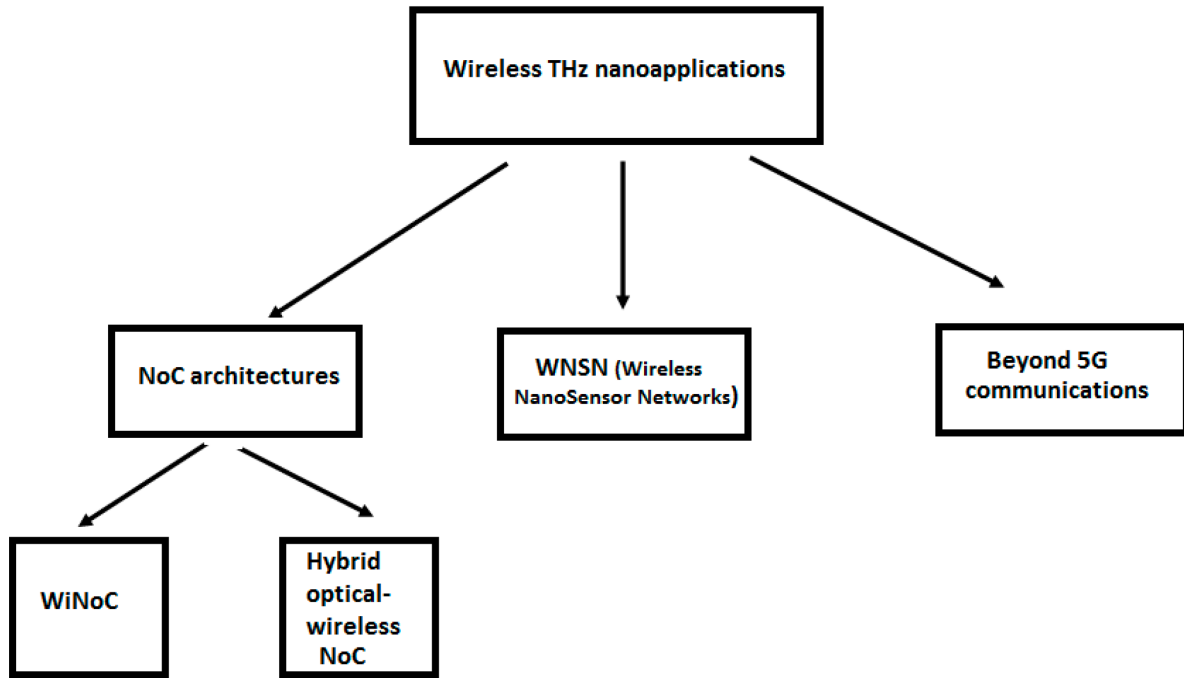 Wireless THz nanoapplications
NoC architectures
WNSN (Wireless
NanoSensor Networks)
Beyond 5G
communications
WiNoC
Hybrid
optical-
wireless
NoC